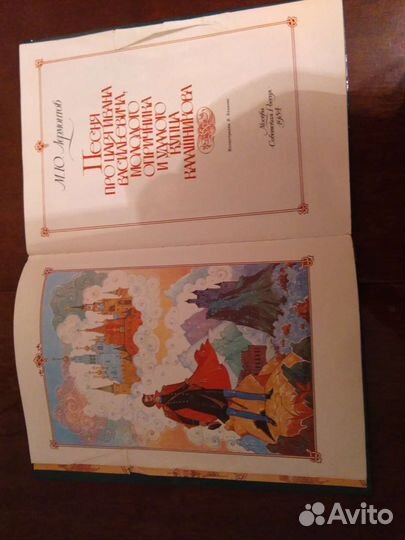 М.Ю. Лермонтов
Песня
про царя Ивана
Васильевича,
молодого
опричника
и удалого
купца
Калашникова
Москва
Советская Россия
Avito